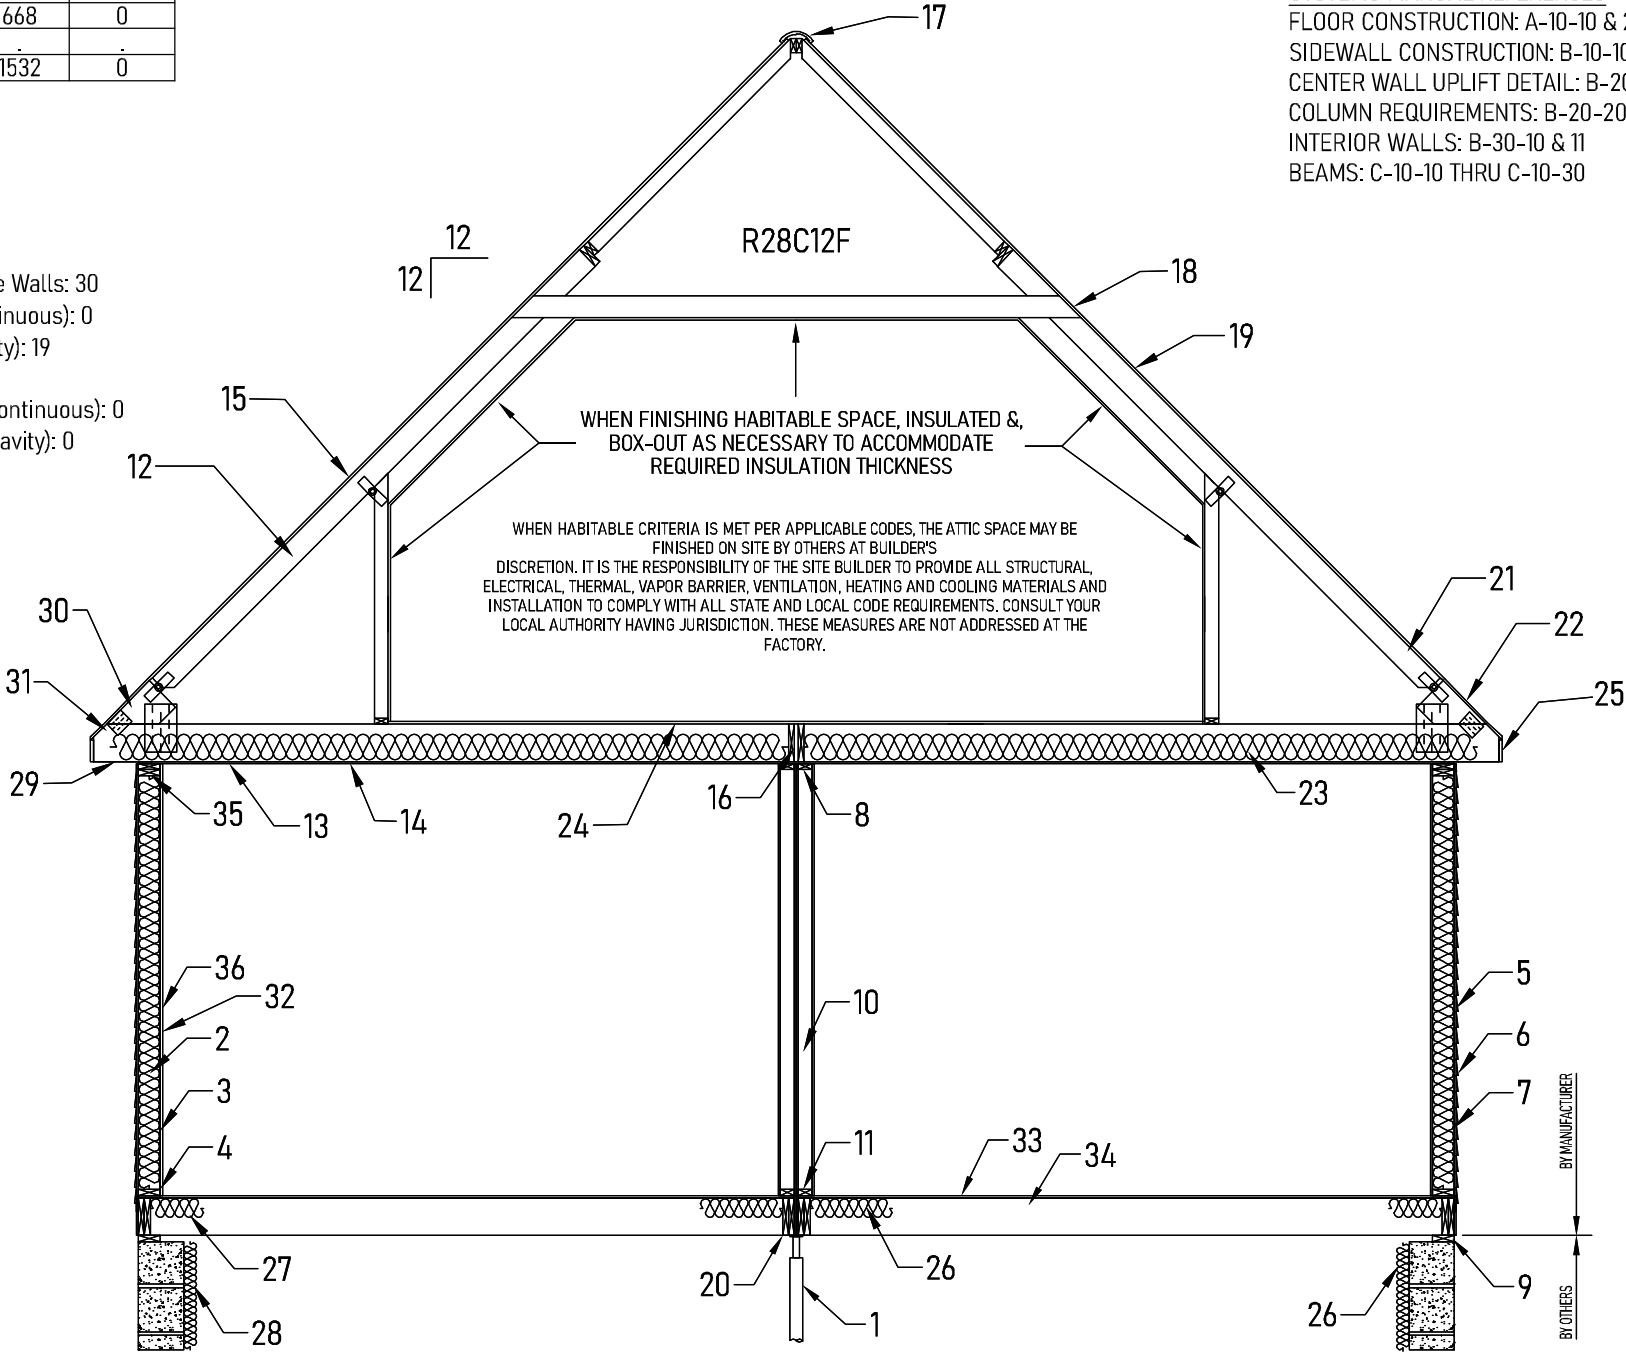 668 0
- -
1532 0
FLOOR CONSTRUCTION: A-10-10 &
SIDEWALL CONSTRUCTION: B-10-10
CENTER WALL UPLIFT DETAIL: B-20
COLUMN REQUIREMENTS: B-20-20
INTERIOR WALLS: B-30-10 & 11
BEAMS: C-10-10 THRU C-10-30
e Walls: 30
inuous): 0
ty): 19
ontinuous): 0
avity): 0
17
12
12
R28C12F
18
19
15
12
WHEN FINISHING HABITABLE SPACE, INSULATED &,
BOX-OUT AS NECESSARY TO ACCOMMODATE
REQUIRED INSULATION THICKNESS
WHEN HABITABLE CRITERIA IS MET PER APPLICABLE CODES, THE ATTIC SPACE MAY BE
FINISHED ON SITE BY OTHERS AT BUILDER'S
DISCRETION. IT IS THE RESPONSIBILITY OF THE SITE BUILDER TO PROVIDE ALL STRUCTURAL,
ELECTRICAL, THERMAL, VAPOR BARRIER, VENTILATION, HEATING AND COOLING MATERIALS AND
INSTALLATION TO COMPLY WITH ALL STATE AND LOCAL CODE REQUIREMENTS. CONSULT YOUR
LOCAL AUTHORITY HAVING JURISDICTION. THESE MEASURES ARE NOT ADDRESSED AT THE
FACTORY.
30
21
22
31
25
29
35
13
14
24
16
8
23
36
32
2
3
4
10
11
33
34
5
6
7
BY MANUFACTURER
BY OTHERS
27
28
20
1
26
26
9